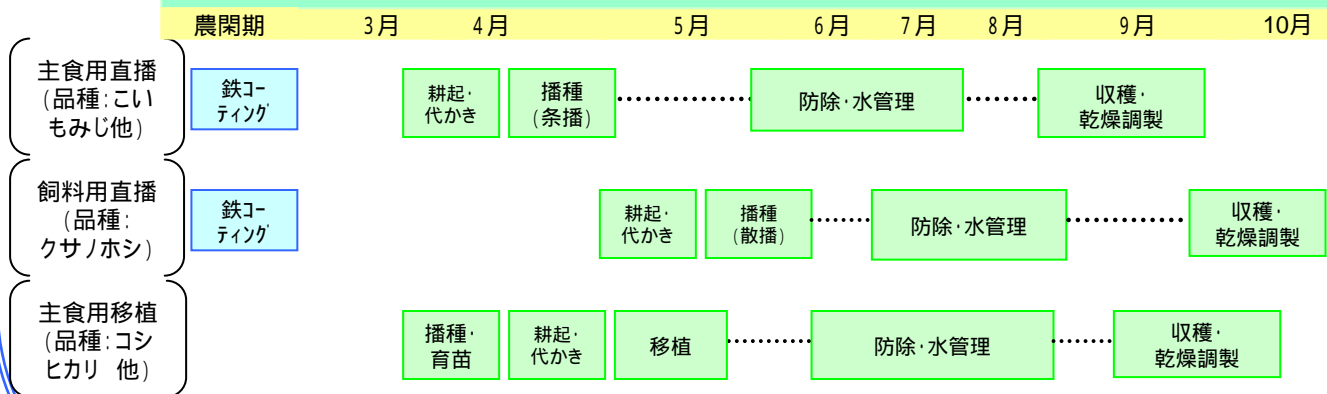 農閑期 3月 4月 5月 6月 7月 8月 9月 10月
主食用直播
(品種:こい
もみじ他)
鉄コー
ティング
耕起・
代かき
播種
(条播)
防除・水管理
収穫・
乾燥調製
飼料用直播
(品種:
クサノホシ)
鉄コー
ティング
耕起・
代かき
播種
(散播)
防除・水管理
収穫・
乾燥調製
主食用移植
(品種:コシ
ヒカリ 他)
播種・
育苗
耕起・
代かき
移植
防除・水管理
収穫・
乾燥調製